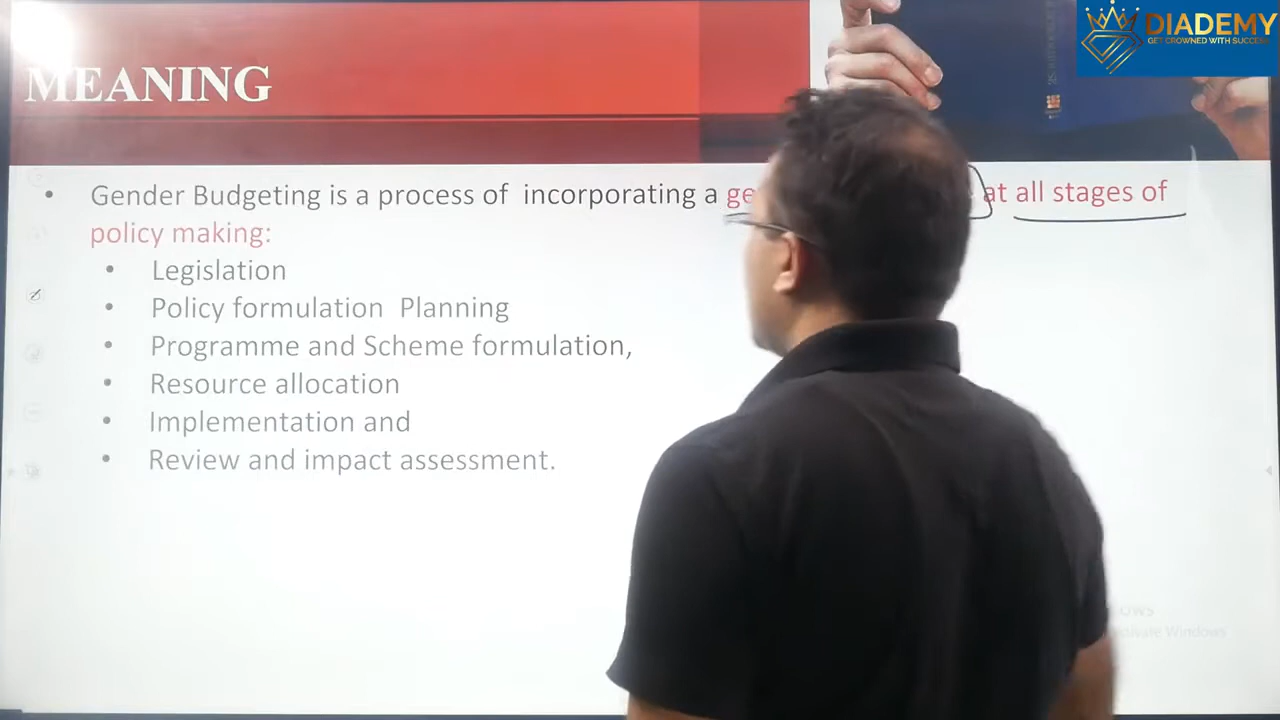 DIADEMY
GET CROWNED WITH SUCCESS
MEANING
• Gender Budgeting is a process of incorporating a ge at all stages of
policy making:
• Legislation
• Policy formulation Planning
• Programme and Scheme formulation,
• Resource allocation
• Implementation and
• Review and impact assessment.
Windows